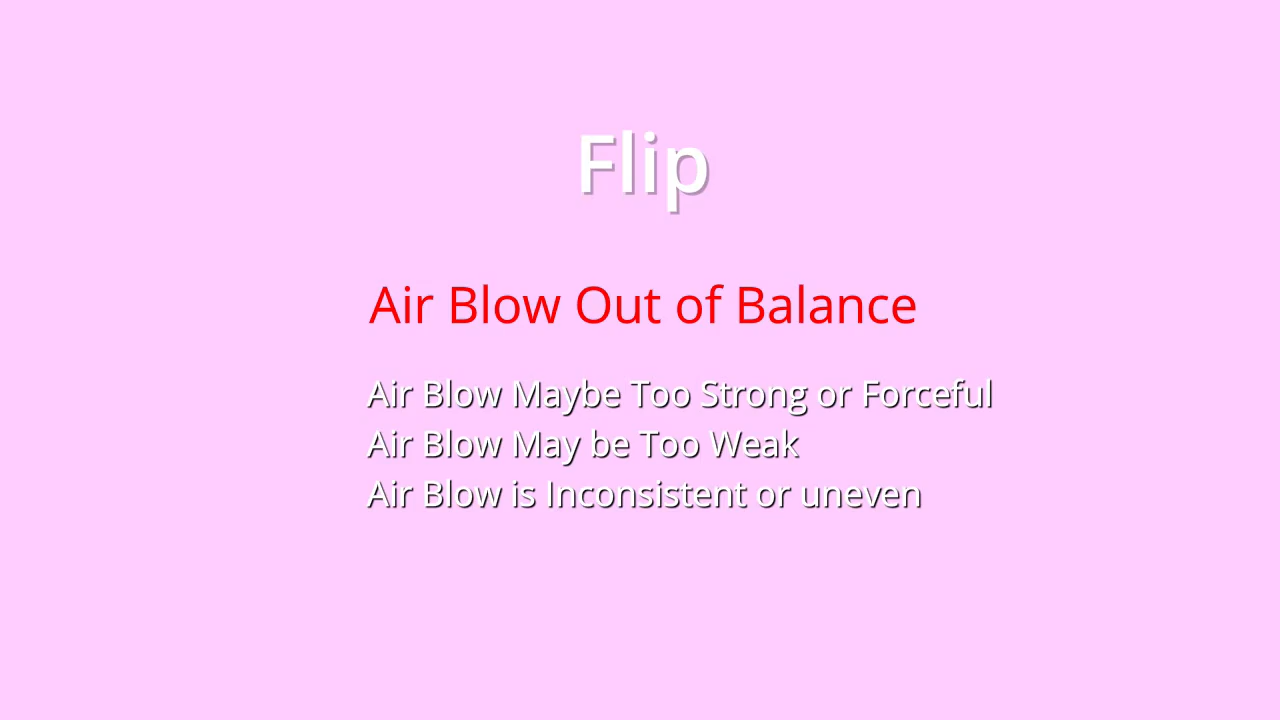 Flip
Air Blow Out of Balance
Air Blow Maybe Too Strong or Forceful
Air Blow May be Too Weak
Air Blow is Inconsistent or uneven